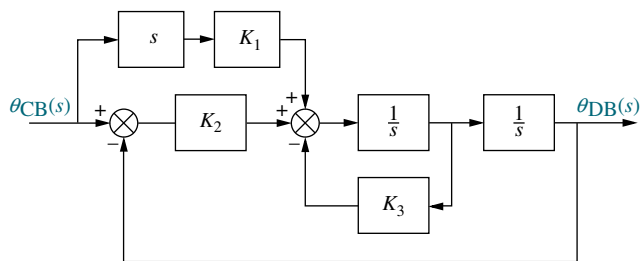 s
K₁
θCB(s)
+
−
K₂
+
+
−
1/s
1/s
θDB(s)
K₃